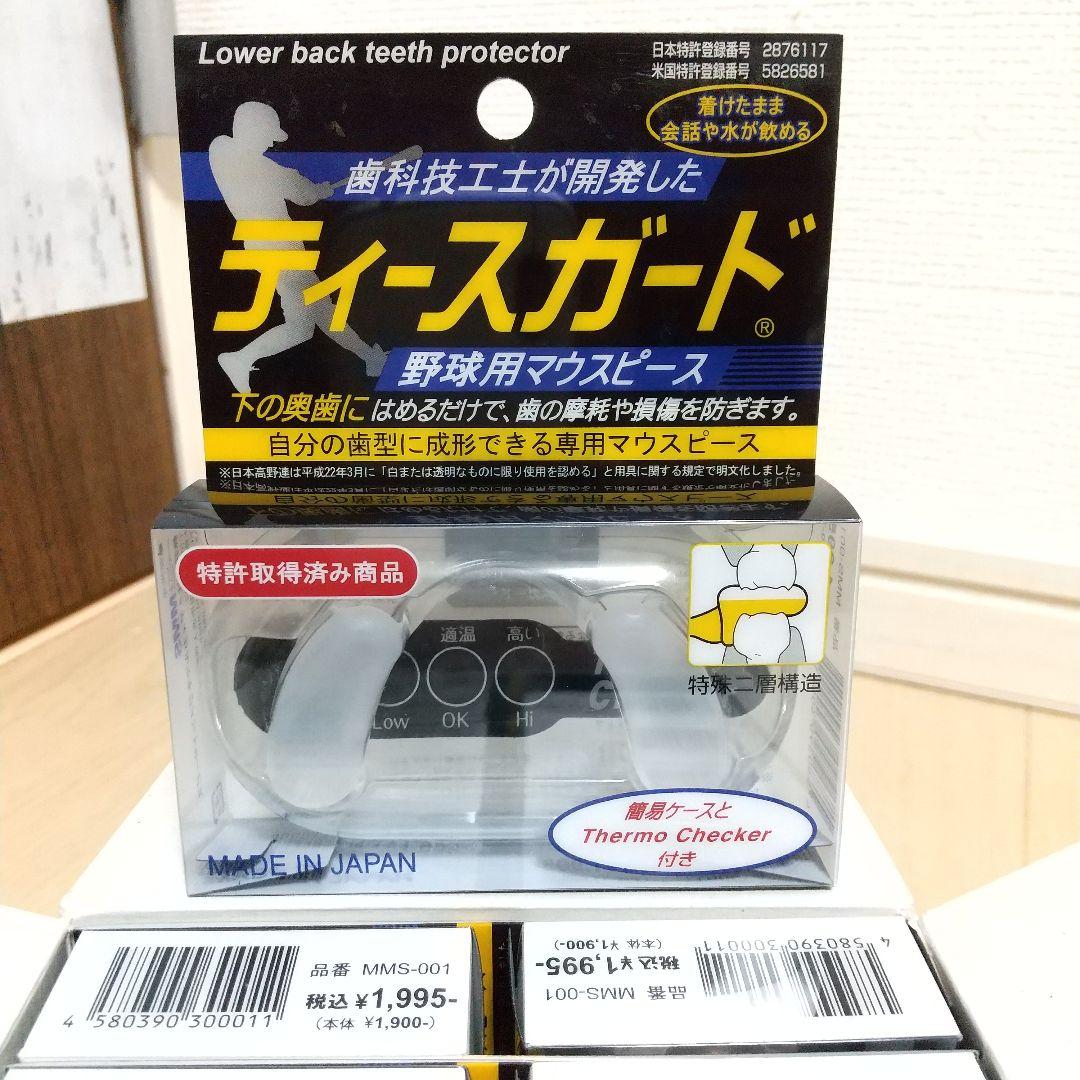 Lower back teeth protector
日本特許登録番号 2876117
米国特許登録番号 5826581
着けたまま
会話や水が飲める
歯科技工士が開発した
ティースガード®
野球用マウスピース
下の奥歯に はめるだけで、歯の摩耗や損傷を防ぎます。
自分の歯型に成形できる専用マウスピース
※日本高野連は平成22年3月に「白または透明なものに限り使用を認める」と用具に関する規定で明文化しました。
特許取得済み商品
適温 高い
Low OK Hi
特殊二層構造
簡易ケースと
Thermo Checker
付き
MADE IN JAPAN
品番 MMS-001
税込 ¥1,995-
(本体 ¥1,900-)
4 580390 300011
品番 MMS-001
税込 ¥1,995-
(本体 ¥1,900-)
4 580390 300011